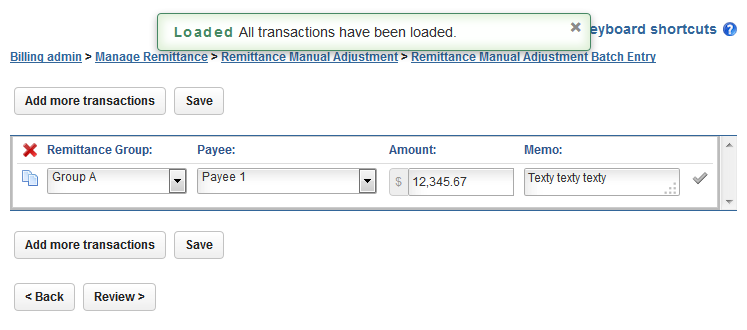 Loaded All transactions have been loaded.
eyboard shortcuts ?
Billing admin > Manage Remittance > Remittance Manual Adjustment > Remittance Manual Adjustment Batch Entry
Add more transactions Save
Remittance Group: Payee: Amount: Memo:
Group A Payee 1 $ 12,345.67 Texty texty texty
Add more transactions Save
< Back Review >